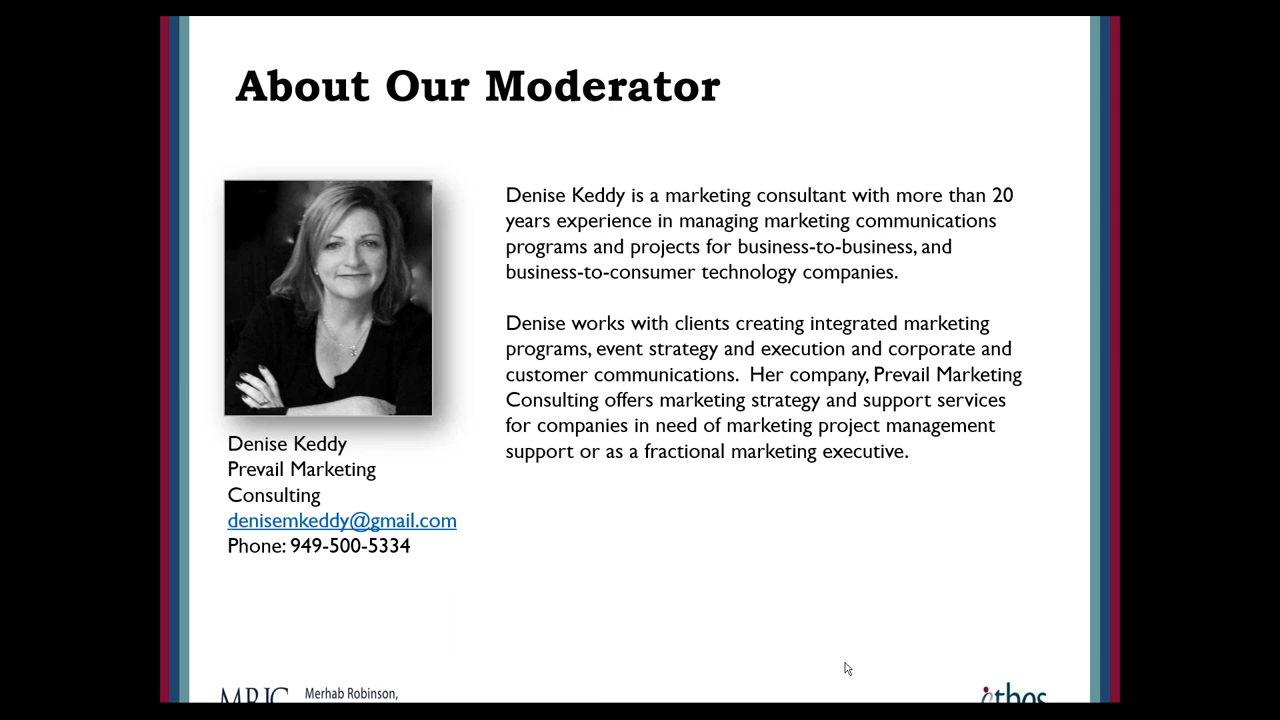 About Our Moderator
Denise Keddy is a marketing consultant with more than 20
years experience in managing marketing communications
programs and projects for business-to-business, and
business-to-consumer technology companies.
Denise works with clients creating integrated marketing
programs, event strategy and execution and corporate and
customer communications.  Her company, Prevail Marketing
Consulting offers marketing strategy and support services
for companies in need of marketing project management
support or as a fractional marketing executive.
Denise Keddy
Prevail Marketing
Consulting
denisemkeddy@gmail.com
Phone: 949-500-5334
Merhab Robinson,
ethos